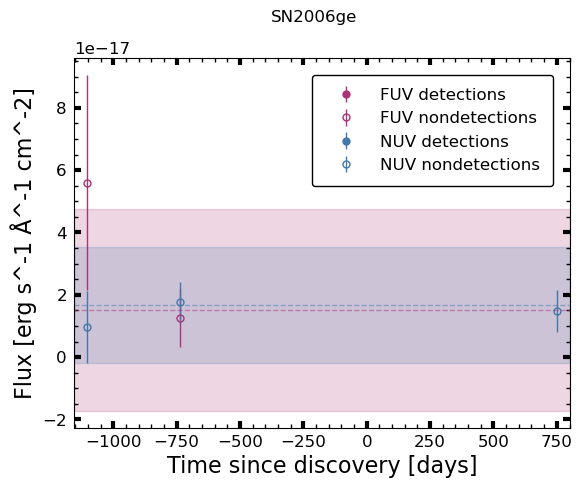 SN2006ge
1e−17
FUV detections
FUV nondetections
NUV detections
NUV nondetections
Flux [erg s^-1 Å^-1 cm^-2]
8
6
4
2
0
−2
−1000 −750 −500 −250 0 250 500 750
Time since discovery [days]